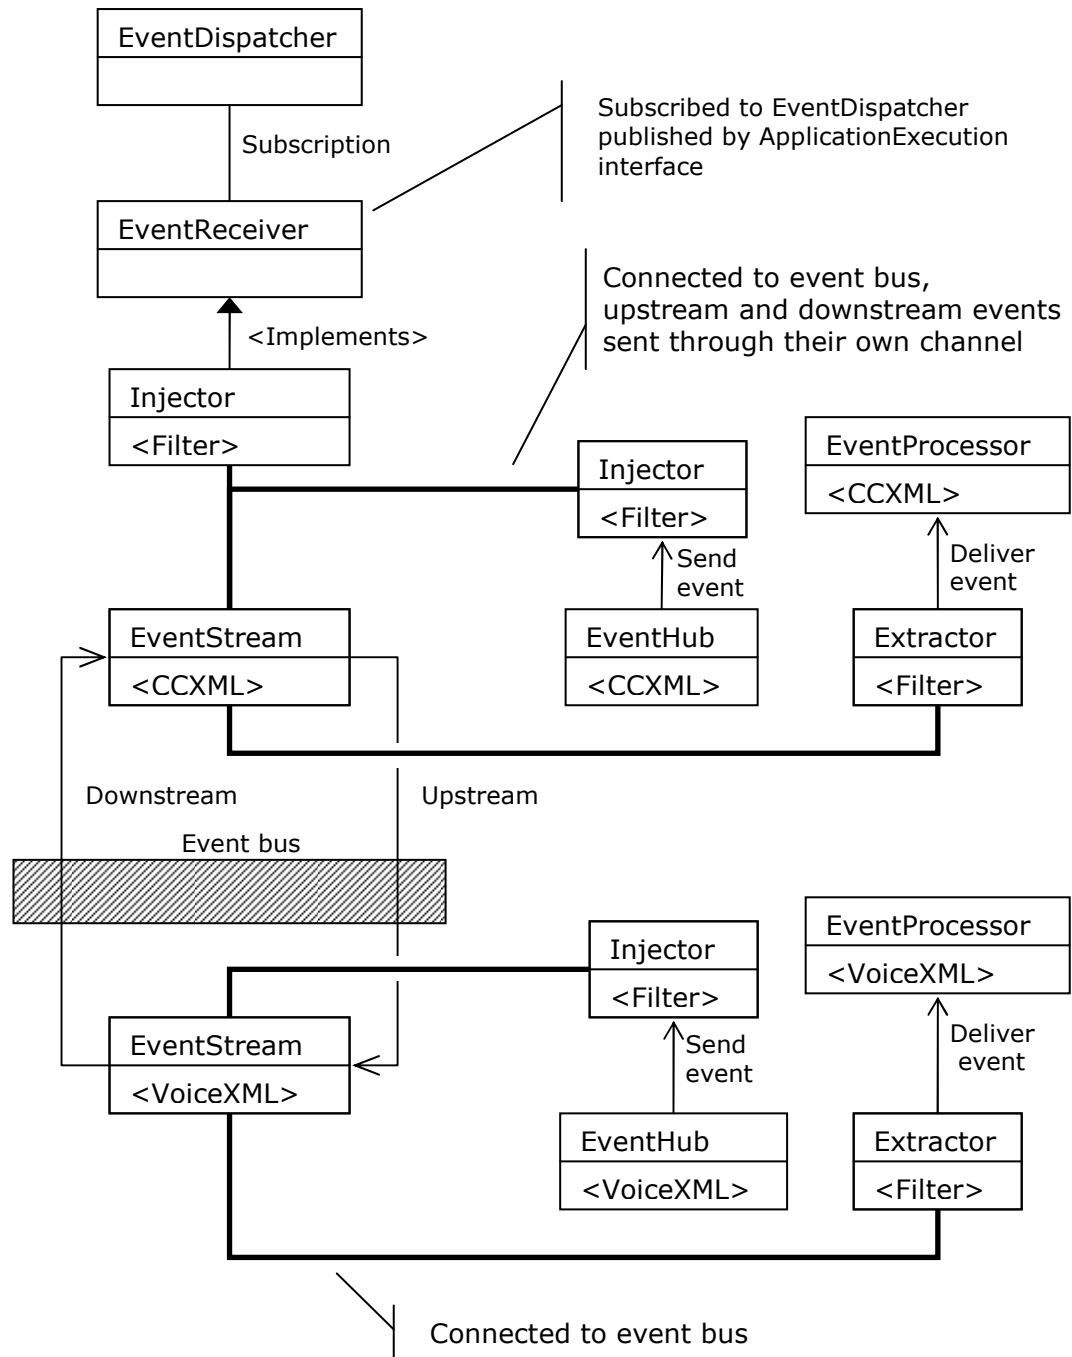 EventDispatcher
Subscription
Subscribed to EventDispatcher
published by ApplicationExecution
interface
EventReceiver
<Implements>
Connected to event bus,
upstream and downstream events
sent through their own channel
Injector
<Filter>
Injector
<Filter>
EventProcessor
<CCXML>
Send
event
Deliver
event
EventStream
<CCXML>
EventHub
<CCXML>
Extractor
<Filter>
Downstream
Upstream
Event bus
Injector
<Filter>
EventProcessor
<VoiceXML>
EventStream
<VoiceXML>
Send
event
Deliver
event
EventHub
<VoiceXML>
Extractor
<Filter>
Connected to event bus